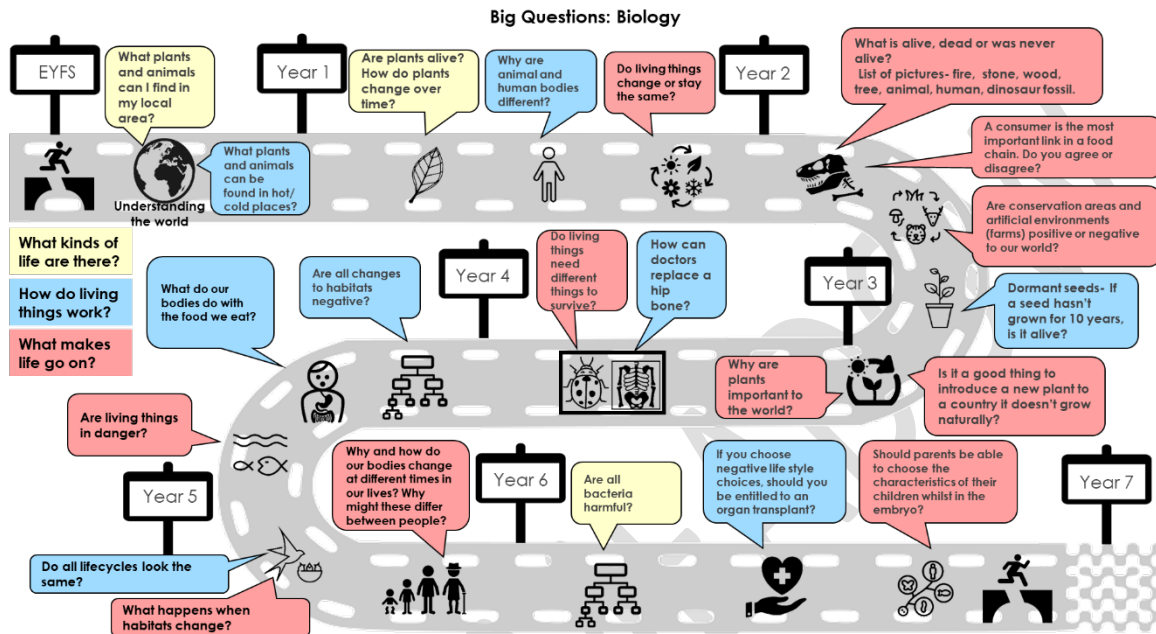 Big Questions: Biology
EYFS
What plants
and animals
can I find in
my local
area?
What plants
and animals
can be
found in hot/
cold places?
Understanding
the world
Year 1
Are plants alive?
How do plants
change over
time?
Why are
animal and
human bodies
different?
Do living things
change or stay
the same?
Year 2
What is alive, dead or was never
alive?
List of pictures- fire, stone, wood,
tree, animal, human, dinosaur fossil.
A consumer is the most
important link in a food
chain. Do you agree or
disagree?
Are conservation areas and
artificial environments
(farms) positive or negative
to our world?
Dormant seeds- If
a seed hasn't
grown for 10 years,
is it alive?
What kinds of
life are there?
How do living
things work?
What makes
life go on?
Year 3
Why are
plants
important to
the world?
Is it a good thing to
introduce a new plant to
a country it doesn't grow
naturally?
How can
doctors
replace a
hip
bone?
Do living
things
need
different
things to
survive?
Year 4
Are all changes
to habitats
negative?
What do our
bodies do with
the food we eat?
Are living things
in danger?
Year 5
Do all lifecycles look
the same?
What happens when
habitats change?
Why and how do
our bodies change
at different times in
our lives? Why
might these differ
between people?
Year 6
Are all
bacteria
harmful?
If you choose
negative life style
choices, should you
be entitled to an
organ transplant?
Should parents be
able to choose the
characteristics of
their children whilst in
the embryo?
Year 7